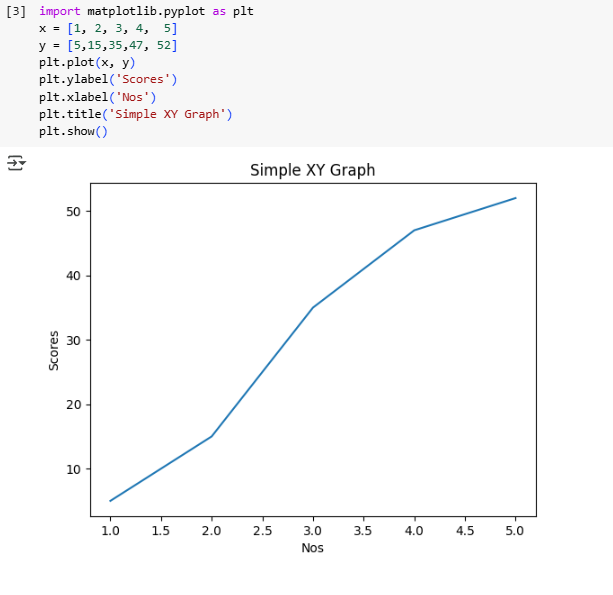 [3] import matplotlib.pyplot as plt
x = [1, 2, 3, 4,  5]
y = [5,15,35,47, 52]
plt.plot(x, y)
plt.ylabel('Scores')
plt.xlabel('Nos')
plt.title('Simple XY Graph')
plt.show()
Simple XY Graph
50
40
30
20
10
Scores
1.0 1.5 2.0 2.5 3.0 3.5 4.0 4.5 5.0
Nos